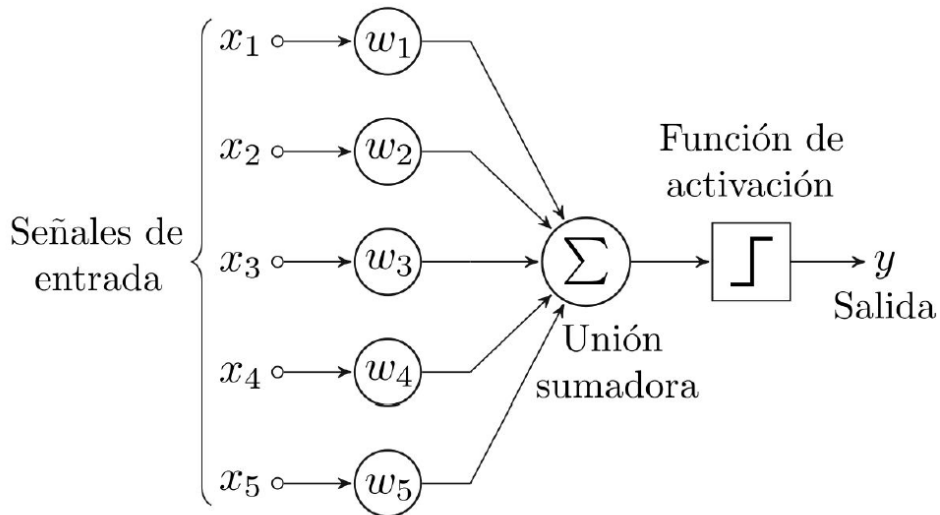 x1 w1
x2 w2
x3 w3
x4 w4
x5 w5
Señales de
entrada
Σ
Unión
sumadora
Función de
activación
y
Salida